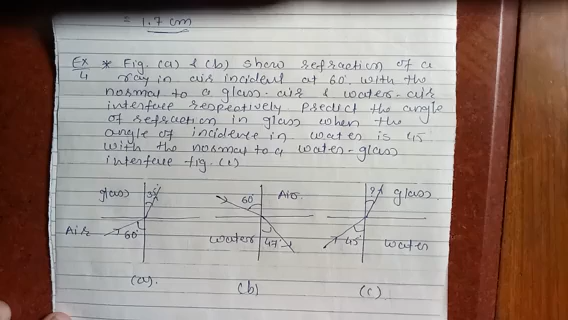 = 1.7 cm
Ex 4 * Fig. (a) & (b) show refraction of a
ray in air incident at 60° with the
normal to a glass-air & water-air
interface respectively. Predict the angle
of refraction in glass when the
angle of incidence in water is 45°
with the normal to a water-glass
interface fig. (c)
glass 35°
Air 60°
(a).
60° Air
Water 47°
(b)
? glass
45° water
(c)